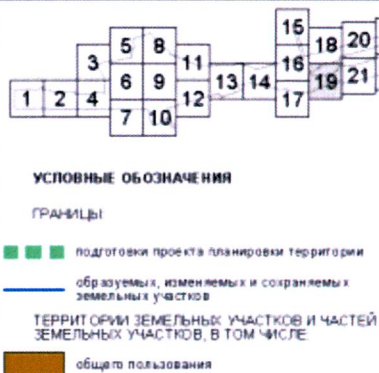 15
5 8 18 20
3 11 16
6 9 13 14 19 21
1 2 4 12 17
7 10
УСЛОВНЫЕ ОБОЗНАЧЕНИЯ
ГРАНИЦЫ
подготовки проекта планировки территории
образуемых, изменяемых и сохраняемых
земельных участков
ТЕРРИТОРИИ ЗЕМЕЛЬНЫХ УЧАСТКОВ И ЧАСТЕЙ
ЗЕМЕЛЬНЫХ УЧАСТКОВ, В ТОМ ЧИСЛЕ:
общего пользования